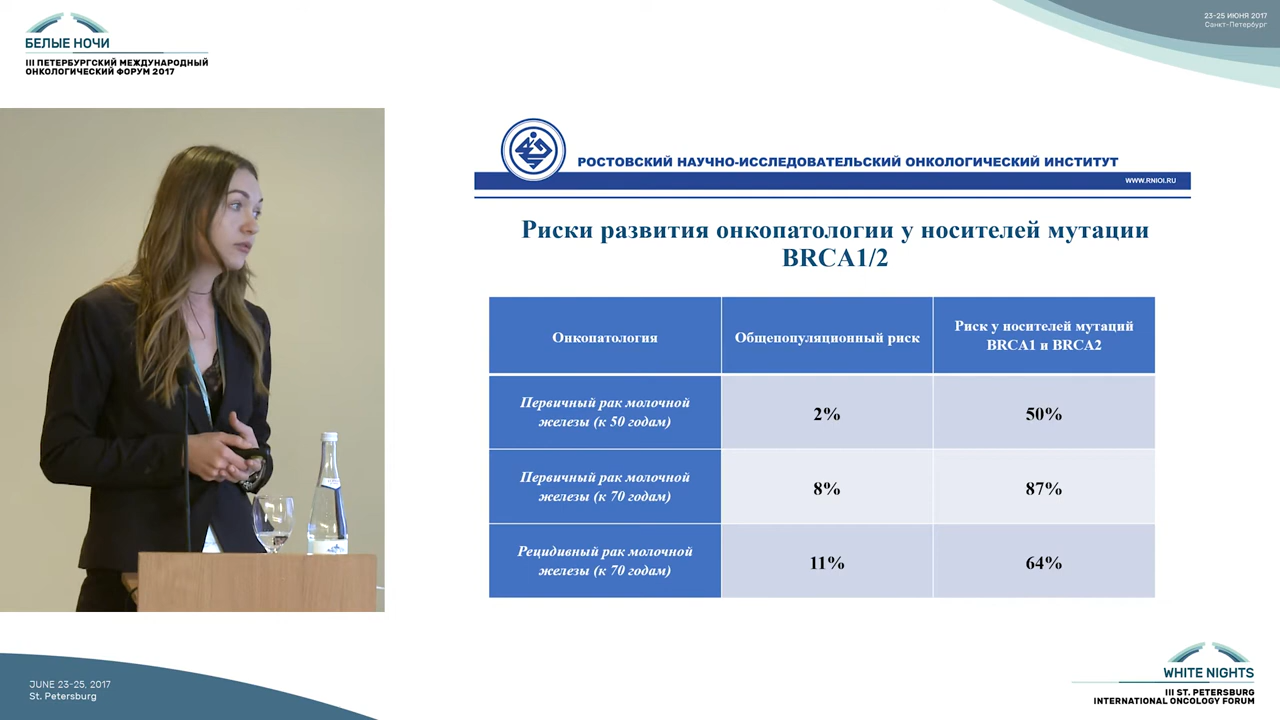 БЕЛЫЕ НОЧИ
III ПЕТЕРБУРГСКИЙ МЕЖДУНАРОДНЫЙ
ОНКОЛОГИЧЕСКИЙ ФОРУМ 2017
23-25 ИЮНЯ 2017
Санкт-Петербург
РОСТОВСКИЙ НАУЧНО-ИССЛЕДОВАТЕЛЬСКИЙ ОНКОЛОГИЧЕСКИЙ ИНСТИТУТ
WWW.RNIOI.RU
Риски развития онкопатологии у носителей мутации
BRCA1/2
Онкопатология
Общепопуляционный риск
Риск у носителей мутаций
BRCA1 и BRCA2
Первичный рак молочной
железы (к 50 годам)
2%
50%
Первичный рак молочной
железы (к 70 годам)
8%
87%
Рецидивный рак молочной
железы (к 70 годам)
11%
64%
JUNE 23-25, 2017
St. Petersburg
WHITE NIGHTS
III ST. PETERSBURG
INTERNATIONAL ONCOLOGY FORUM